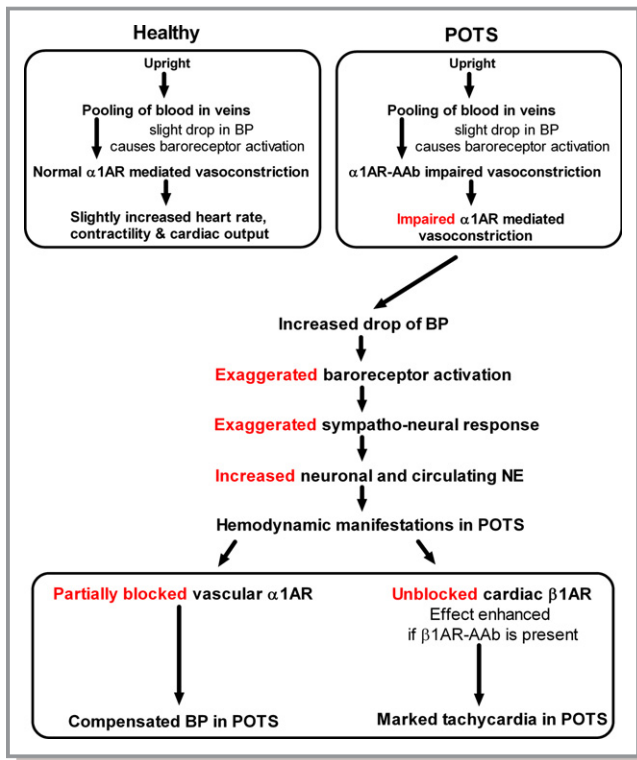 Healthy
Upright
Pooling of blood in veins
slight drop in BP
causes baroreceptor activation
Normal α1AR mediated vasoconstriction
Slightly increased heart rate,
contractility & cardiac output
POTS
Upright
Pooling of blood in veins
slight drop in BP
causes baroreceptor activation
α1AR-AAb impaired vasoconstriction
Impaired α1AR mediated
vasoconstriction
Increased drop of BP
Exaggerated baroreceptor activation
Exaggerated sympatho-neural response
Increased neuronal and circulating NE
Hemodynamic manifestations in POTS
Partially blocked vascular α1AR
Compensated BP in POTS
Unblocked cardiac β1AR
Effect enhanced
if β1AR-AAb is present
Marked tachycardia in POTS